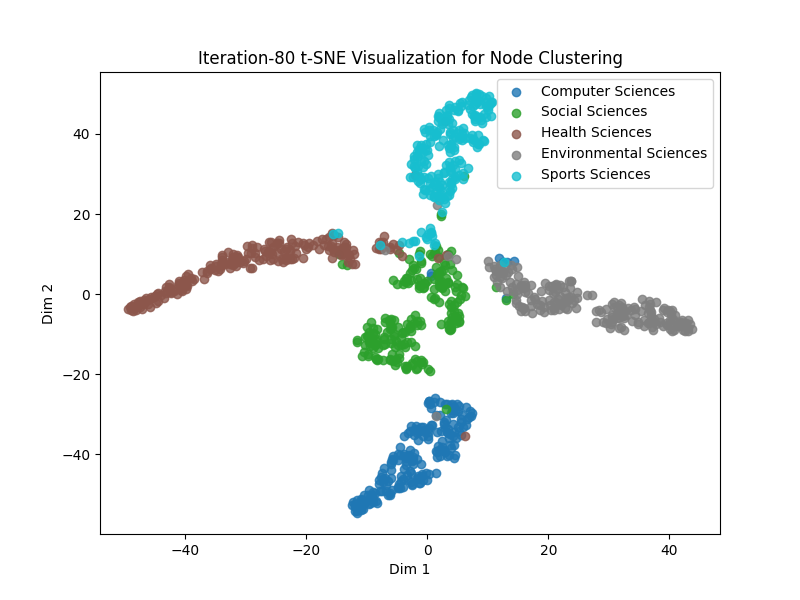 Iteration-80 t-SNE Visualization for Node Clustering
Computer Sciences
Social Sciences
Health Sciences
Environmental Sciences
Sports Sciences
Dim 2
40
20
0
−20
−40
−40
−20
0
20
40
Dim 1